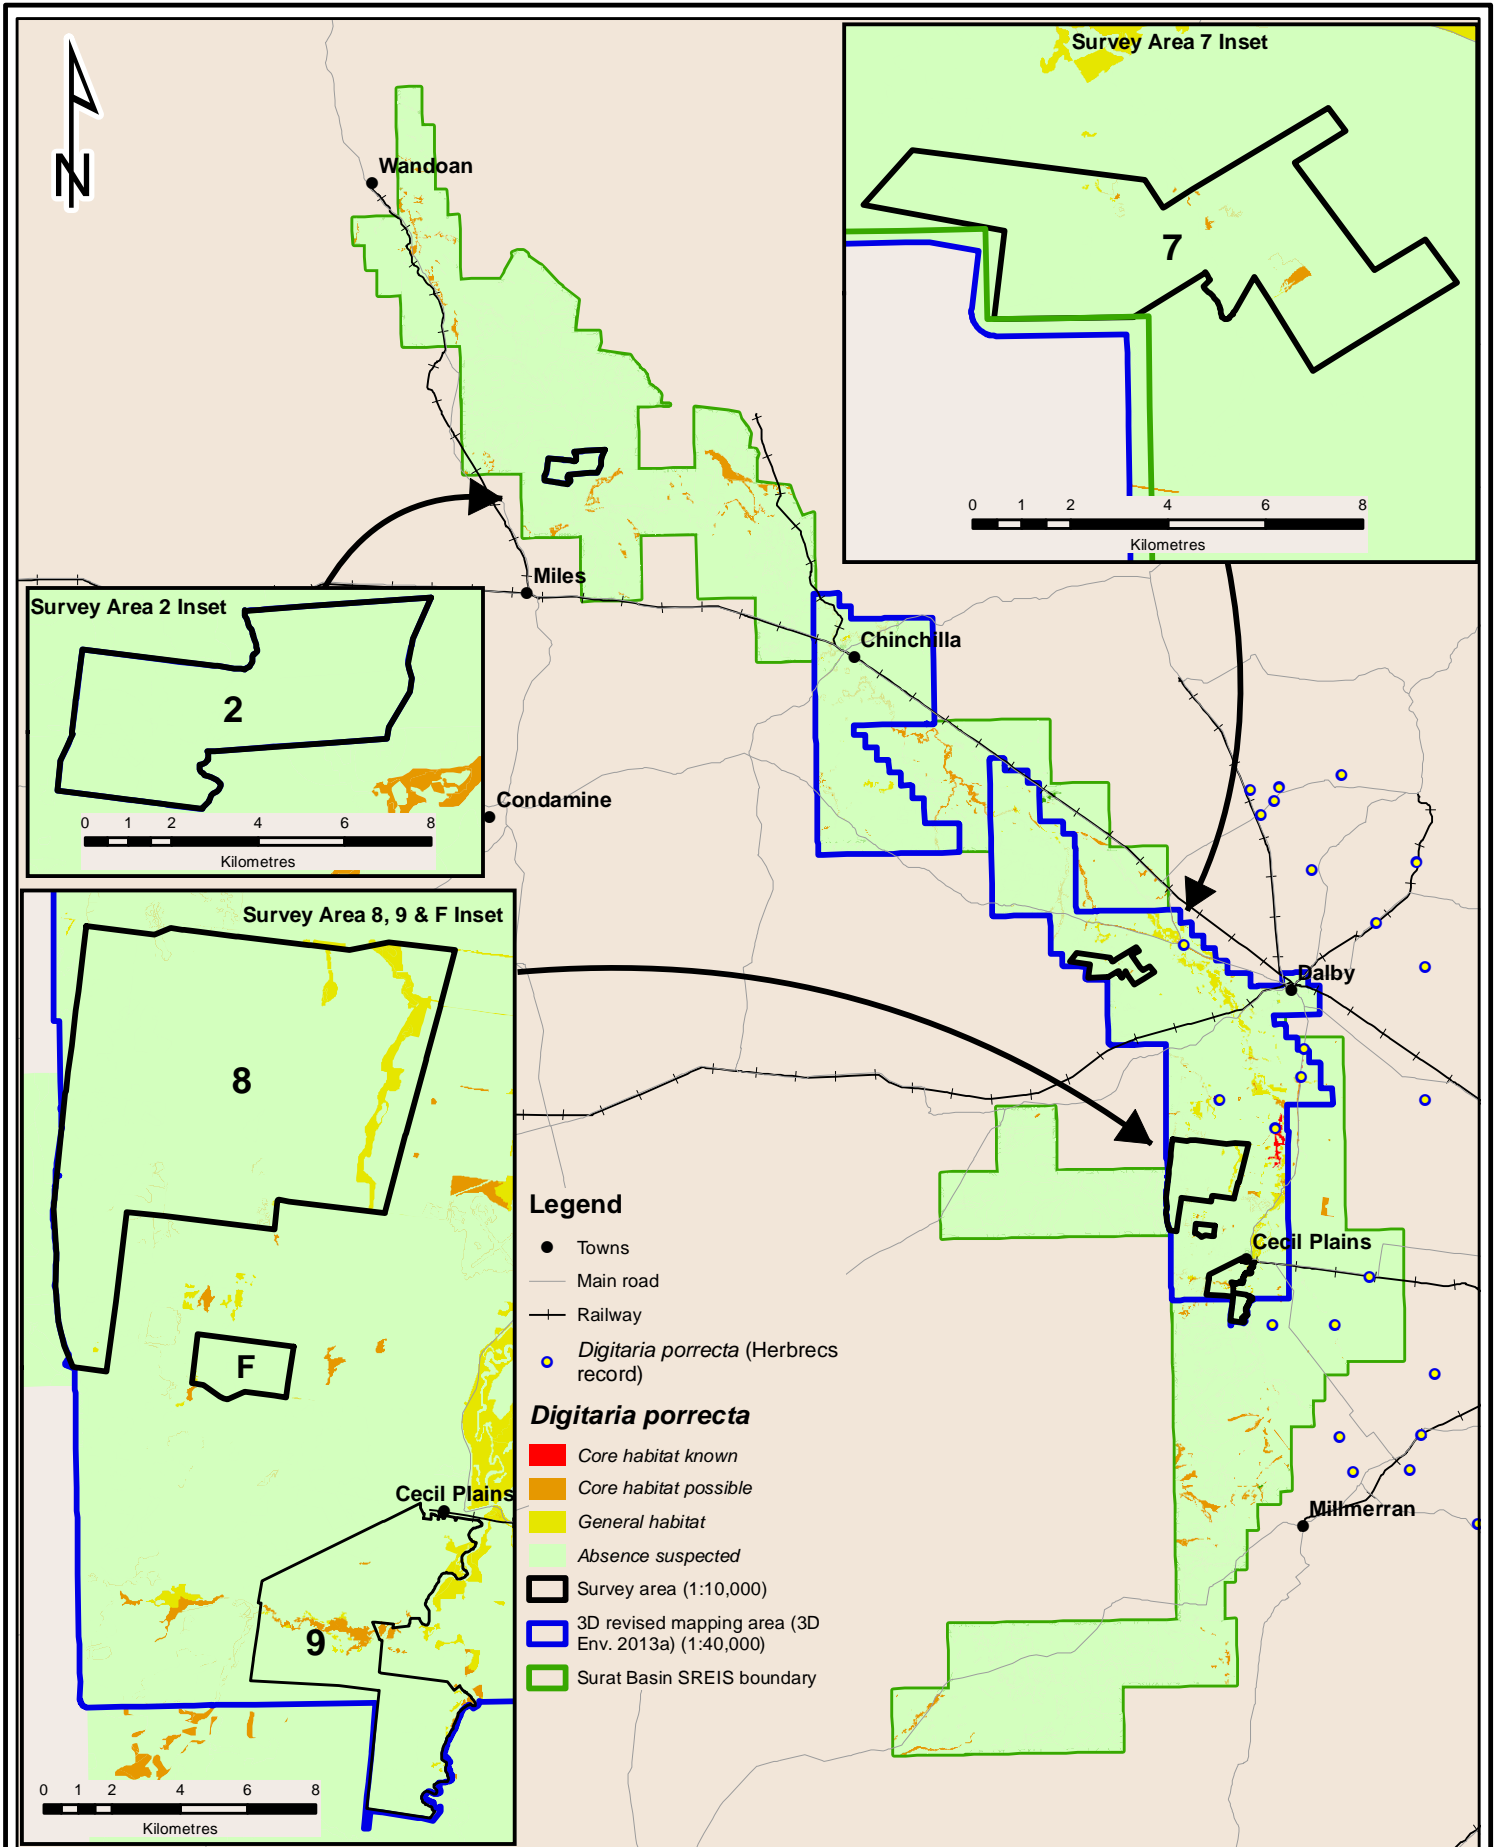 Survey Area 7 Inset
N
Wandoan
7
0 1 2 4 6 8
Kilometres
Miles
Survey Area 2 Inset
2
0 1 2 4 6 8
Kilometres
Chinchilla
Condamine
Survey Area 8, 9 & F Inset
8
F
Cecil Plains
9
0 1 2 4 6 8
Kilometres
Dalby
Cecil Plains
Millmerran
Legend
Towns
Main road
Railway
Digitaria porrecta (Herbrecs
record)
Digitaria porrecta
Core habitat known
Core habitat possible
General habitat
Absence suspected
Survey area (1:10,000)
3D revised mapping area (3D
Env. 2013a) (1:40,000)
Surat Basin SREIS boundary